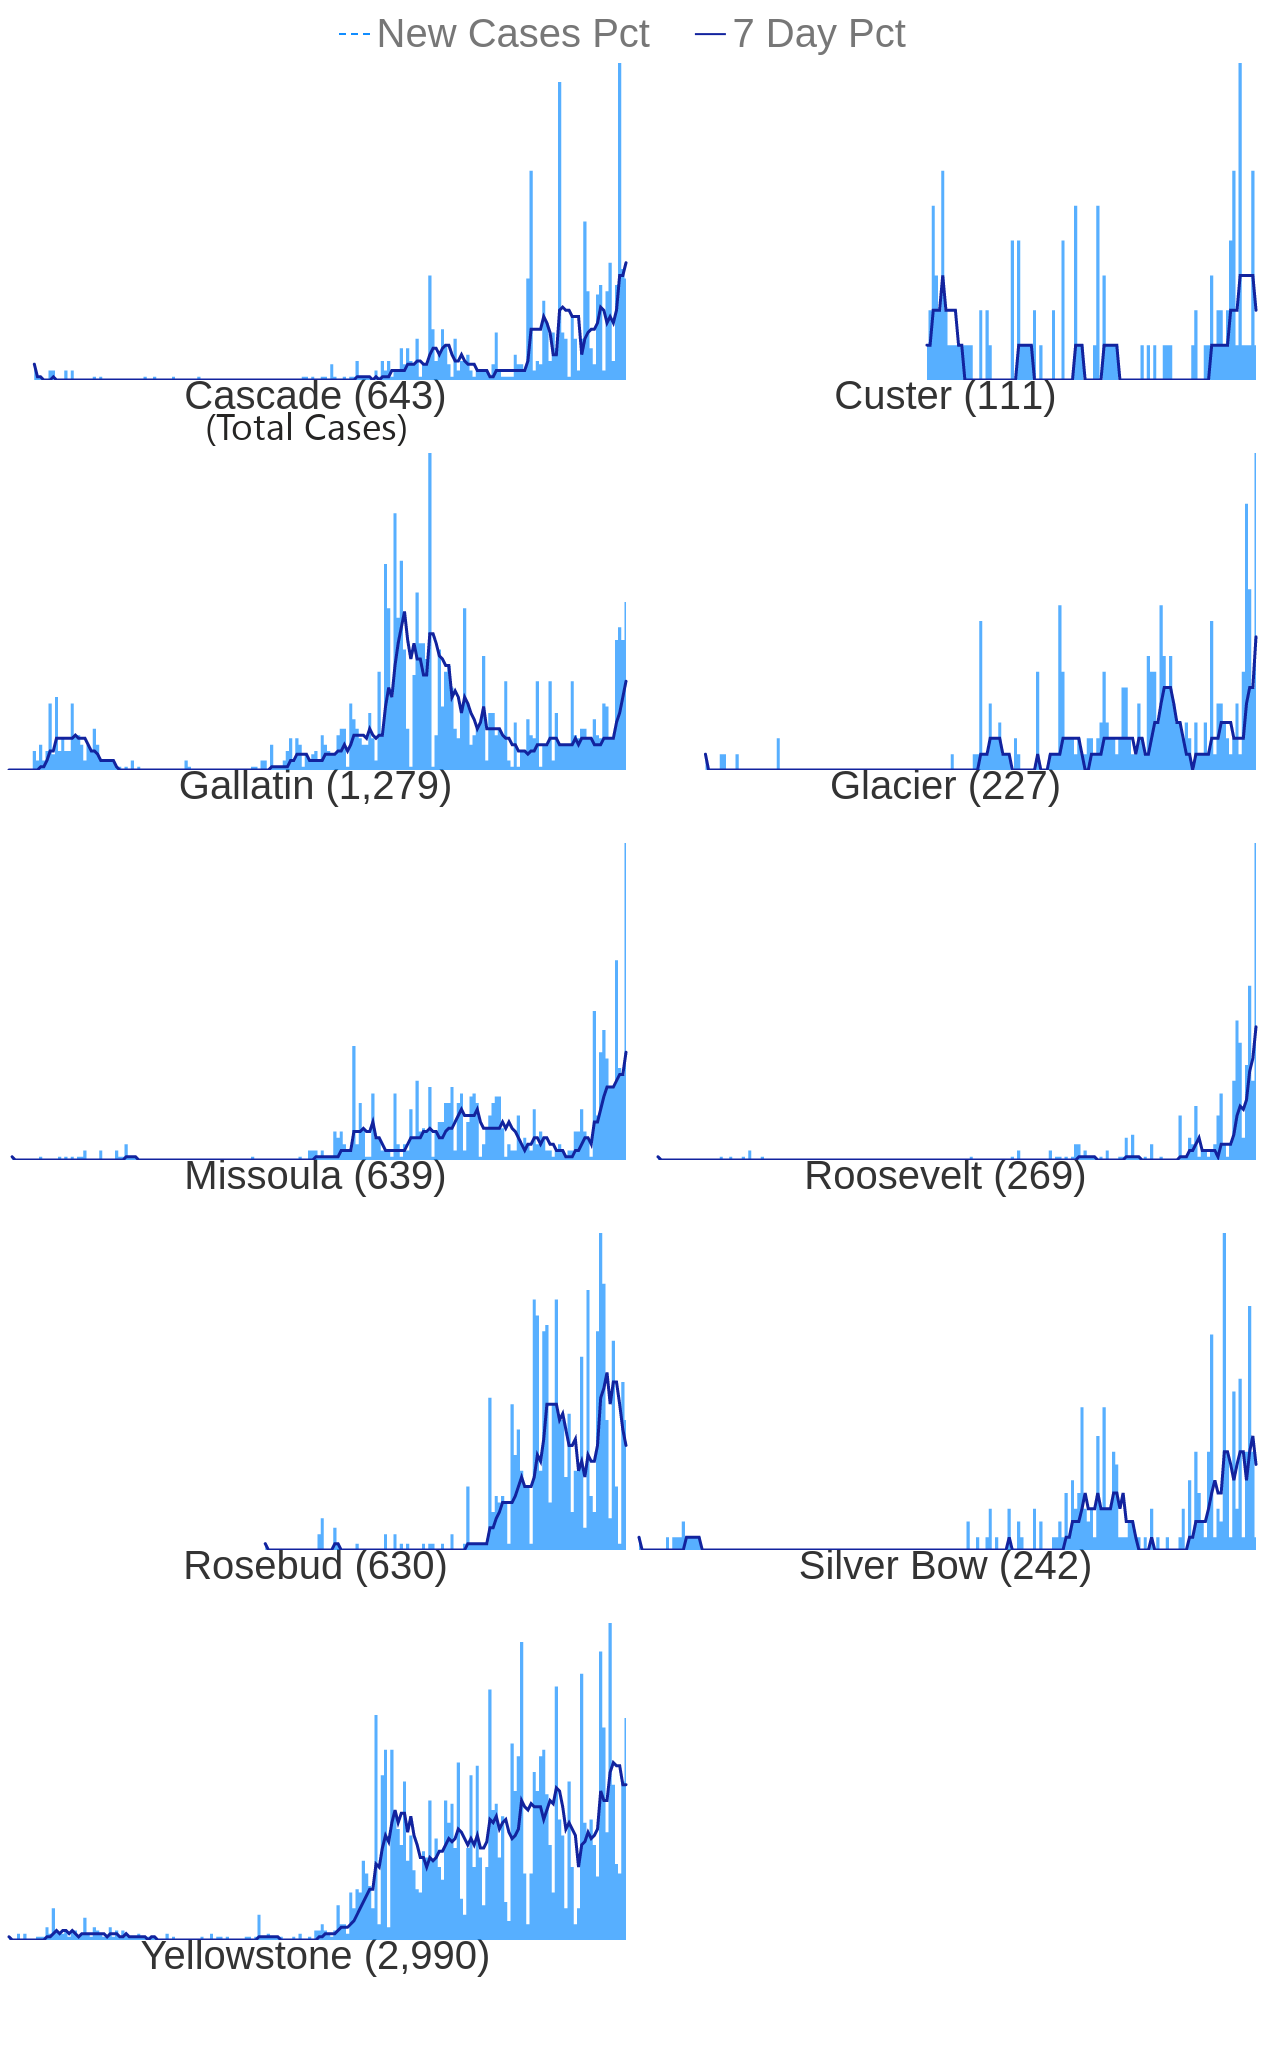 New Cases Pct 7 Day Pct
Cascade (643) Custer (111)
(Total Cases)
Gallatin (1,279) Glacier (227)
Missoula (639) Roosevelt (269)
Rosebud (630) Silver Bow (242)
Yellowstone (2,990)